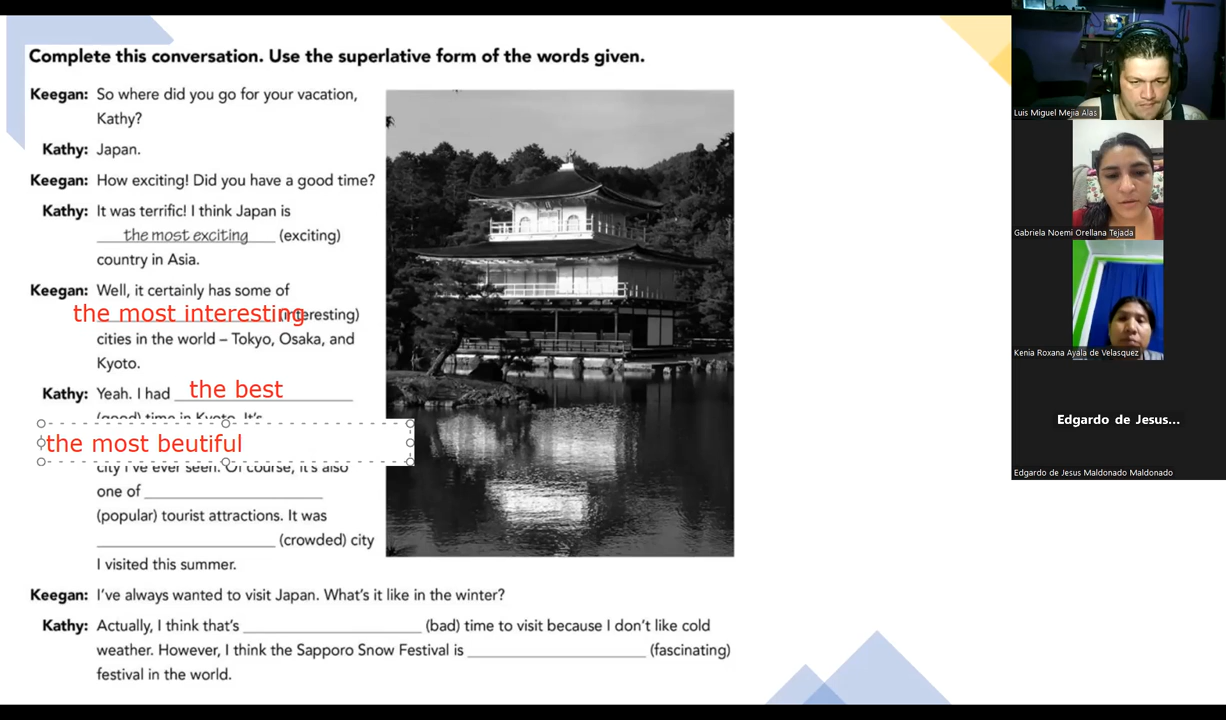 Complete this conversation. Use the superlative form of the words given.
Keegan: So where did you go for your vacation,
Kathy?
Kathy: Japan.
Keegan: How exciting! Did you have a good time?
Kathy: It was terrific! I think Japan is
the most exciting (exciting)
country in Asia.
Keegan: Well, it certainly has some of
the most interesting (interesting)
cities in the world – Tokyo, Osaka, and
Kyoto.
Kathy: Yeah. I had the best
(good) time in Kyoto. It's
the most beutiful
city I've ever seen. Of course, it's also
one of
(popular) tourist attractions. It was
(crowded) city
I visited this summer.
Keegan: I've always wanted to visit Japan. What's it like in the winter?
Kathy: Actually, I think that's (bad) time to visit because I don't like cold
weather. However, I think the Sapporo Snow Festival is (fascinating)
festival in the world.
Luis Miguel Mejia Alas
Gabriela Noemi Orellana Tejada
Kenia Roxana Ayala de Velasquez
Edgardo de Jesus...
Edgardo de Jesus Maldonado Maldonado